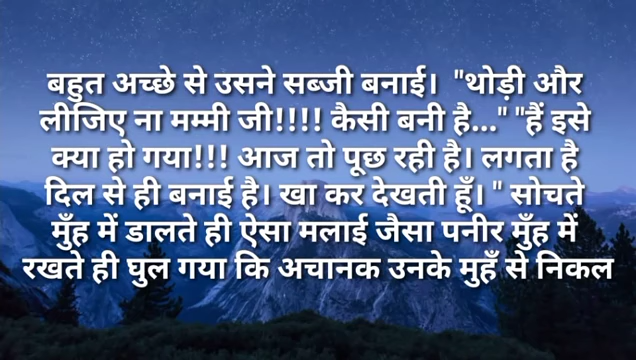 बहुत अच्छे से उसने सब्जी बनाई।  "थोड़ी और
लीजिए ना मम्मी जी!!!! कैसी बनी है..." "हैं इसे
क्या हो गया!!! आज तो पूछ रही है। लगता है
दिल से ही बनाई है। खा कर देखती हूँ। " सोचते
मुँह में डालते ही ऐसा मलाई जैसा पनीर मुँह में
रखते ही घुल गया कि अचानक उनके मुहँ से निकल